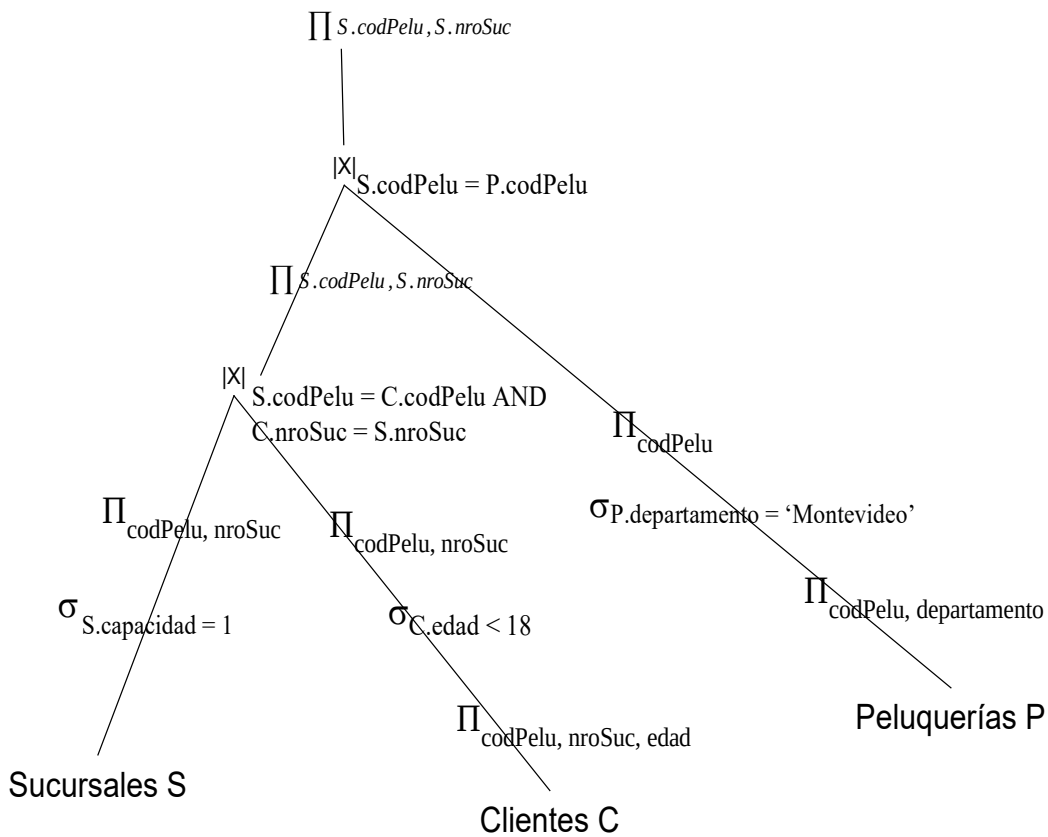 ∏ S.codPelu, S.nroSuc
|X| S.codPelu = P.codPelu
∏ S.codPelu, S.nroSuc
|X| S.codPelu = C.codPelu AND
C.nroSuc = S.nroSuc
Π codPelu
Π codPelu, nroSuc
Π codPelu, nroSuc
σ P.departamento = ‘Montevideo’
σ S.capacidad = 1
σ C.edad < 18
Π codPelu, departamento
Π codPelu, nroSuc, edad
Peluquerías P
Sucursales S
Clientes C